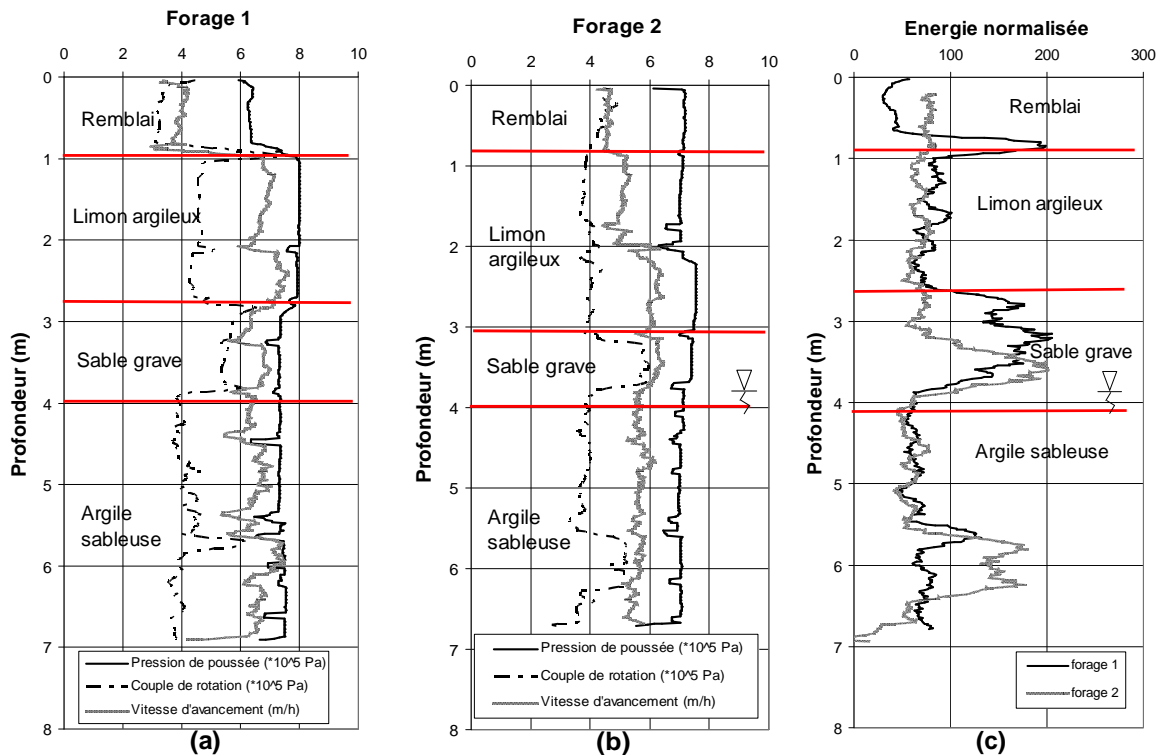 Forage 1
0 2 4 6 8 10
0
1
2
3
4
5
6
7
8
Profondeur (m)
Remblai
Limon argileux
Sable grave
Argile
sableuse
Pression de poussée (*10^5 Pa)
Couple de rotation (*10^5 Pa)
Vitesse d'avancement (m/h)
(a)
Forage 2
0 2 4 6 8 10
0
1
2
3
4
5
6
7
8
Profondeur (m)
Remblai
Limon
argileux
Sable grave
Argile
sableuse
Pression de poussée (*10^5 Pa)
Couple de rotation (*10^5 Pa)
Vitesse d'avancement (m/h)
(b)
Energie normalisée
0 100 200 300
0
1
2
3
4
5
6
7
8
Profondeur (m)
Remblai
Limon argileux
Sable grave
Argile sableuse
forage 1
forage 2
(c)